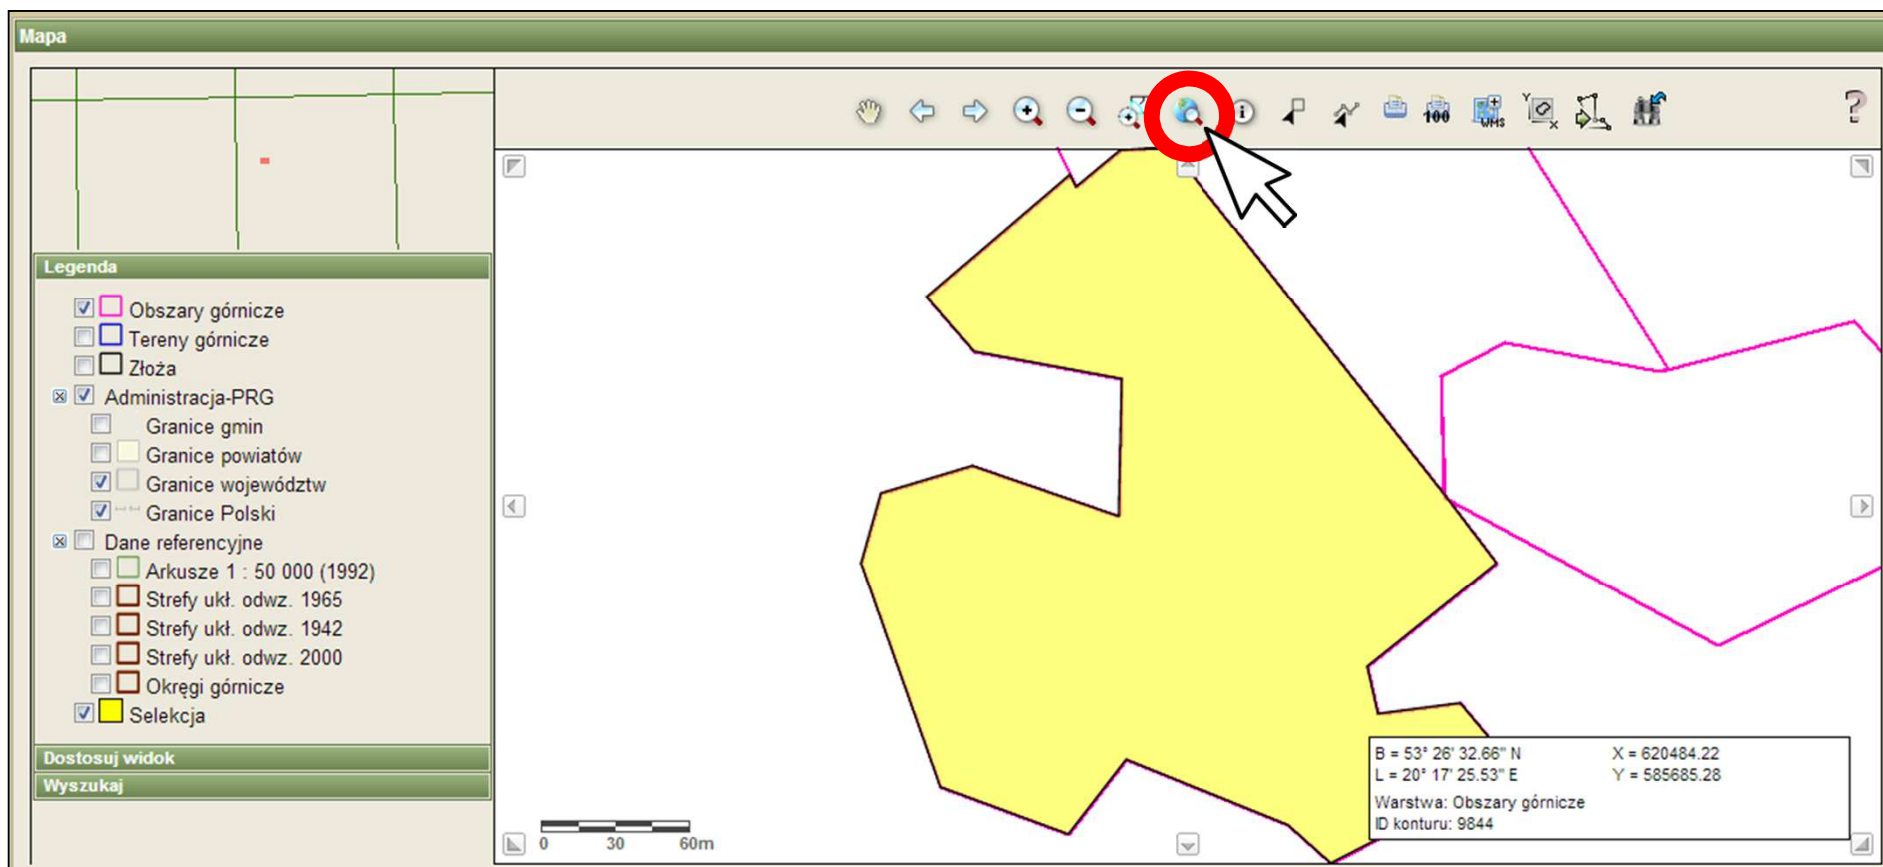 Mapa
100
WMS
Y
X
?
Legenda
Obszary górnicze
Tereny górnicze
Złoża
Administracja-PRG
Granice gmin
Granice powiatów
Granice województw
Granice Polski
Dane referencyjne
Arkusze 1 : 50 000 (1992)
Strefy ukł. odwz. 1965
Strefy ukł. odwz. 1942
Strefy ukł. odwz. 2000
Okręgi górnicze
Selekcja
Dostosuj widok
Wyszukaj
0 30 60m
B = 53° 26' 32.66" N X = 620484.22
L = 20° 17' 25.53" E Y = 585685.28
Warstwa: Obszary górnicze
ID konturu: 9844